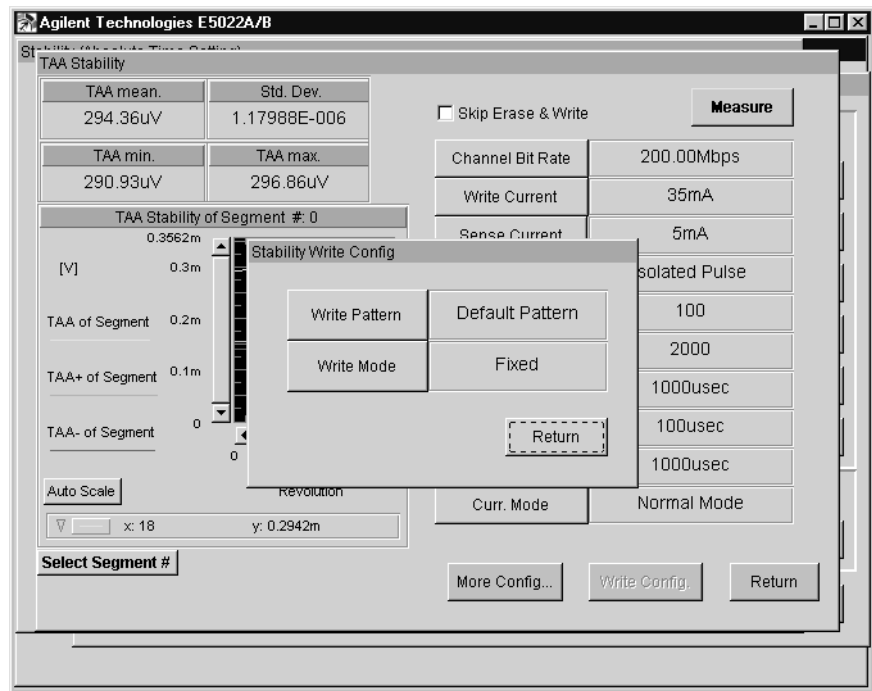 Agilent Technologies E5022A/B
TAA Stability
TAA mean.
Std. Dev.
294.36uV
1.17988E-006
TAA min.
TAA max.
290.93uV
296.86uV
Skip Erase & Write
Measure
Channel Bit Rate
200.00Mbps
Write Current
35mA
Sense Current
5mA
solated Pulse
100
2000
1000usec
100usec
1000usec
Curr. Mode
Normal Mode
TAA Stability of Segment #: 0
0.3562m
[V]
0.3m
TAA of Segment
0.2m
TAA+ of Segment
0.1m
TAA- of Segment
0
0
Revolution
Stability Write Config
Write Pattern
Default Pattern
Write Mode
Fixed
Return
Auto Scale
x: 18
y: 0.2942m
Select Segment #
More Config...
Write Config.
Return